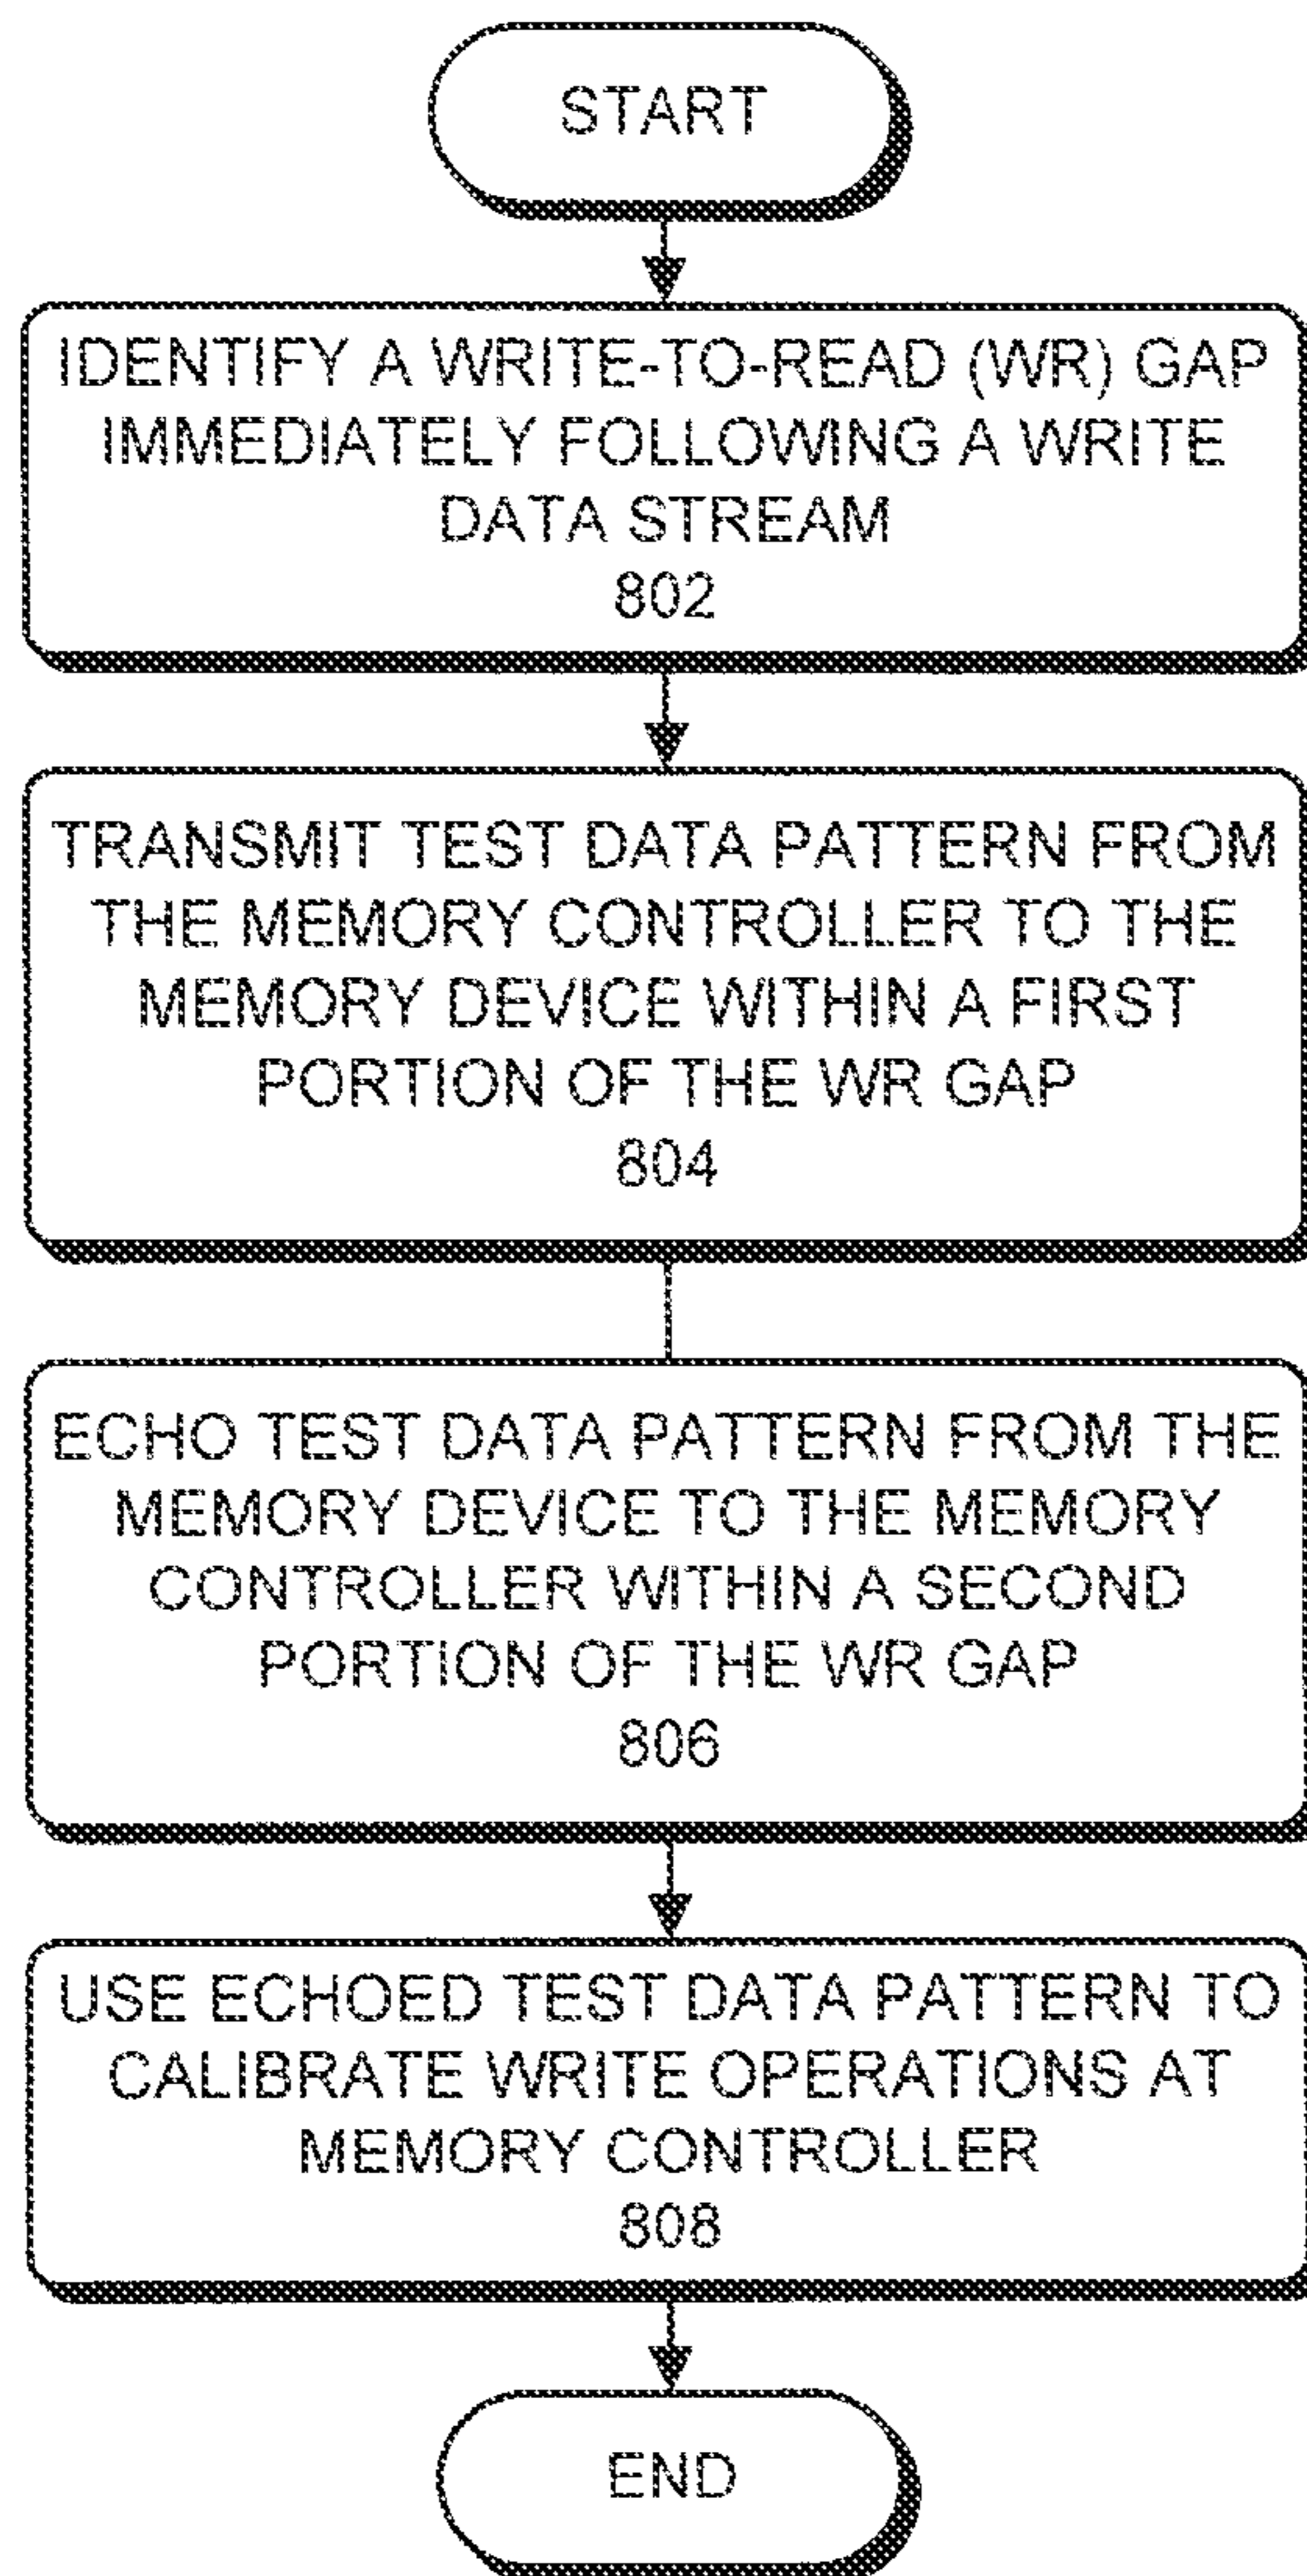 START
IDENTIFY A WRITE-TO-READ (WR) GAP
IMMEDIATELY FOLLOWING A WRITE
DATA STREAM
802
TRANSMIT TEST DATA PATTERN FROM
THE MEMORY CONTROLLER TO THE
MEMORY DEVICE WITHIN A FIRST
PORTION OF THE WR GAP
804
ECHO TEST DATA PATTERN FROM THE
MEMORY DEVICE TO THE MEMORY
CONTROLLER WITHIN A SECOND
PORTION OF THE WR GAP
806
USE ECHOED TEST DATA PATTERN TO
CALIBRATE WRITE OPERATIONS AT
MEMORY CONTROLLER
808
END